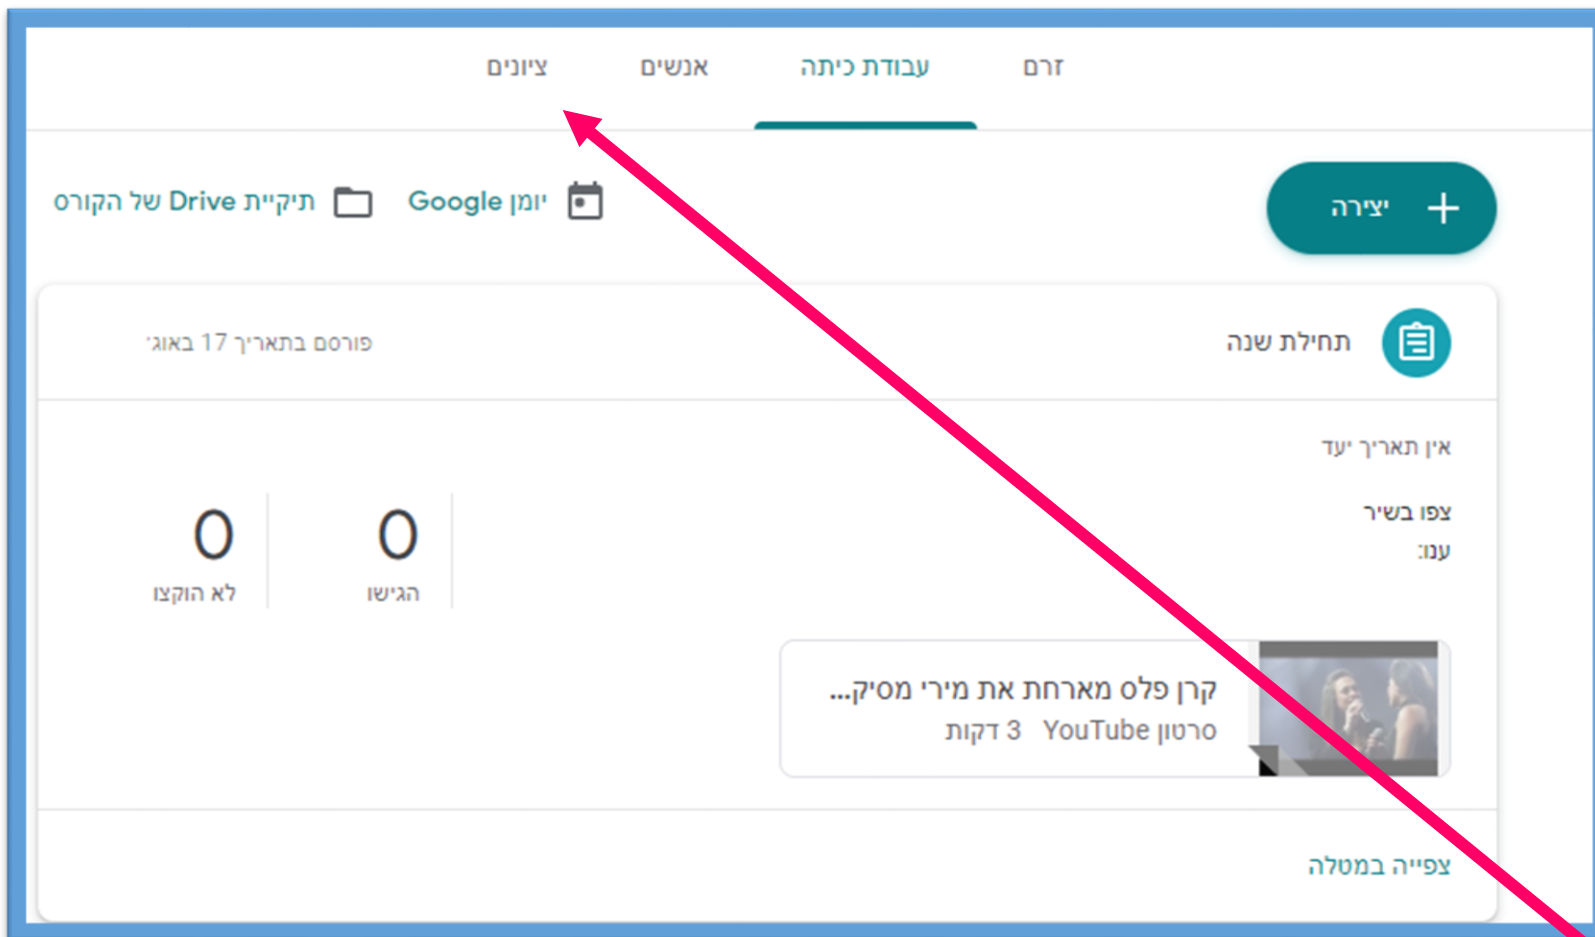 זרם
עבודת כיתה
אנשים
ציונים
יצירה
יומן Google
תיקיית Drive של הקורס
תחילת שנה
פורסם בתאריך 17 באוג׳
אין תאריך יעד
צפו בשיר
ענו:
0
הגישו
0
לא הוקצו
קרן פלס מארחת את מירי מסיק...
סרטון YouTube 3 דקות
צפייה במטלה